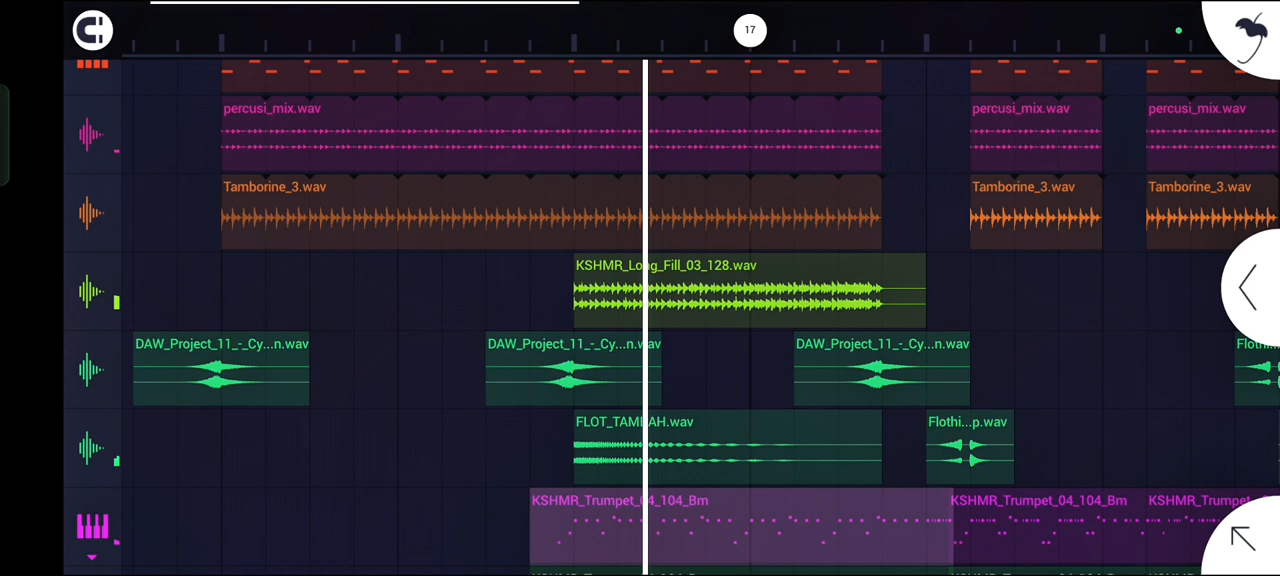 17
percusi_mix.wav percusi_mix.wav percusi_mix.wav
Tamborine_3.wav Tamborine_3.wav Tamborine_3.wav
KSHMR_Long_Fill_03_128.wav
DAW_Project_11_-_Cy...n.wav DAW_Project_11_-_Cy...n.wav DAW_Project_11_-_Cy...n.wav
FLOT_TAMBAH.wav Flothi...p.wav
KSHMR_Trumpet_04_104_Bm KSHMR_Trumpet_04_104_Bm KSHMR_Trumpet